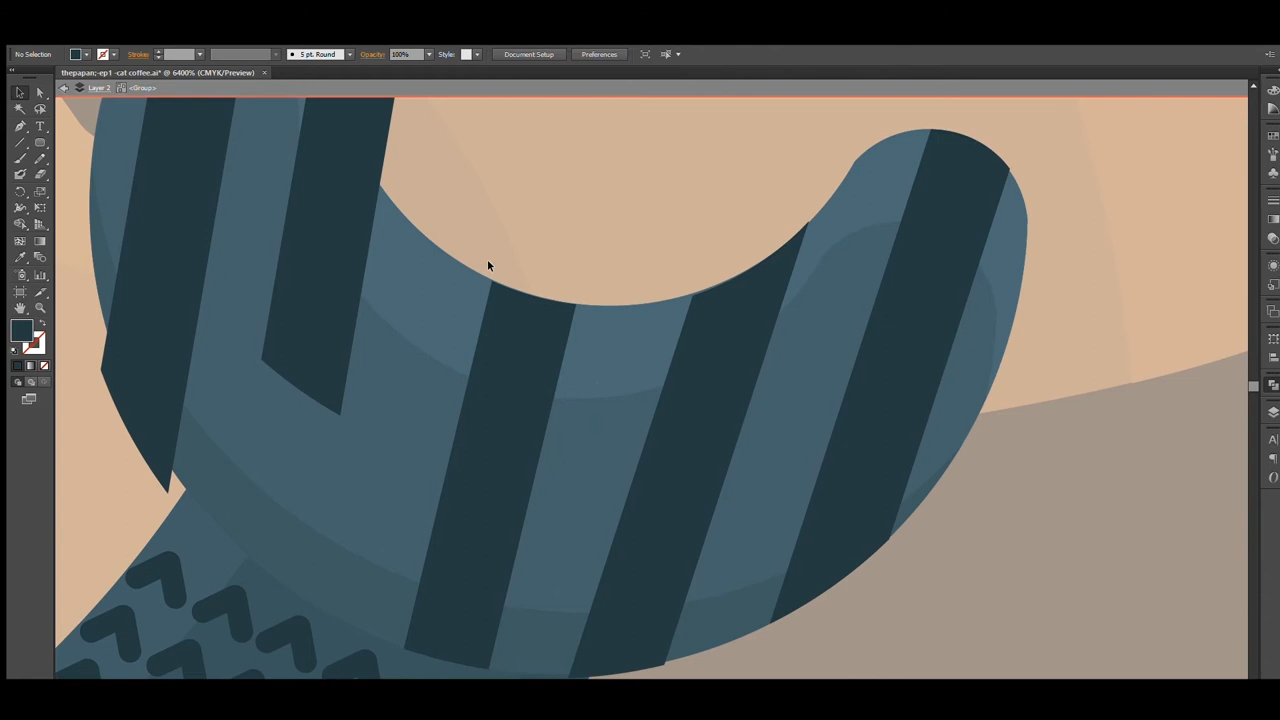 No Selection Stroke: 5 pt. Round Opacity: 100% Style: Document Setup Preferences
thepapan;-ep1 -cat coffee.ai* @ 6400% (CMYK/Preview) ×
Layer 2 <Group>